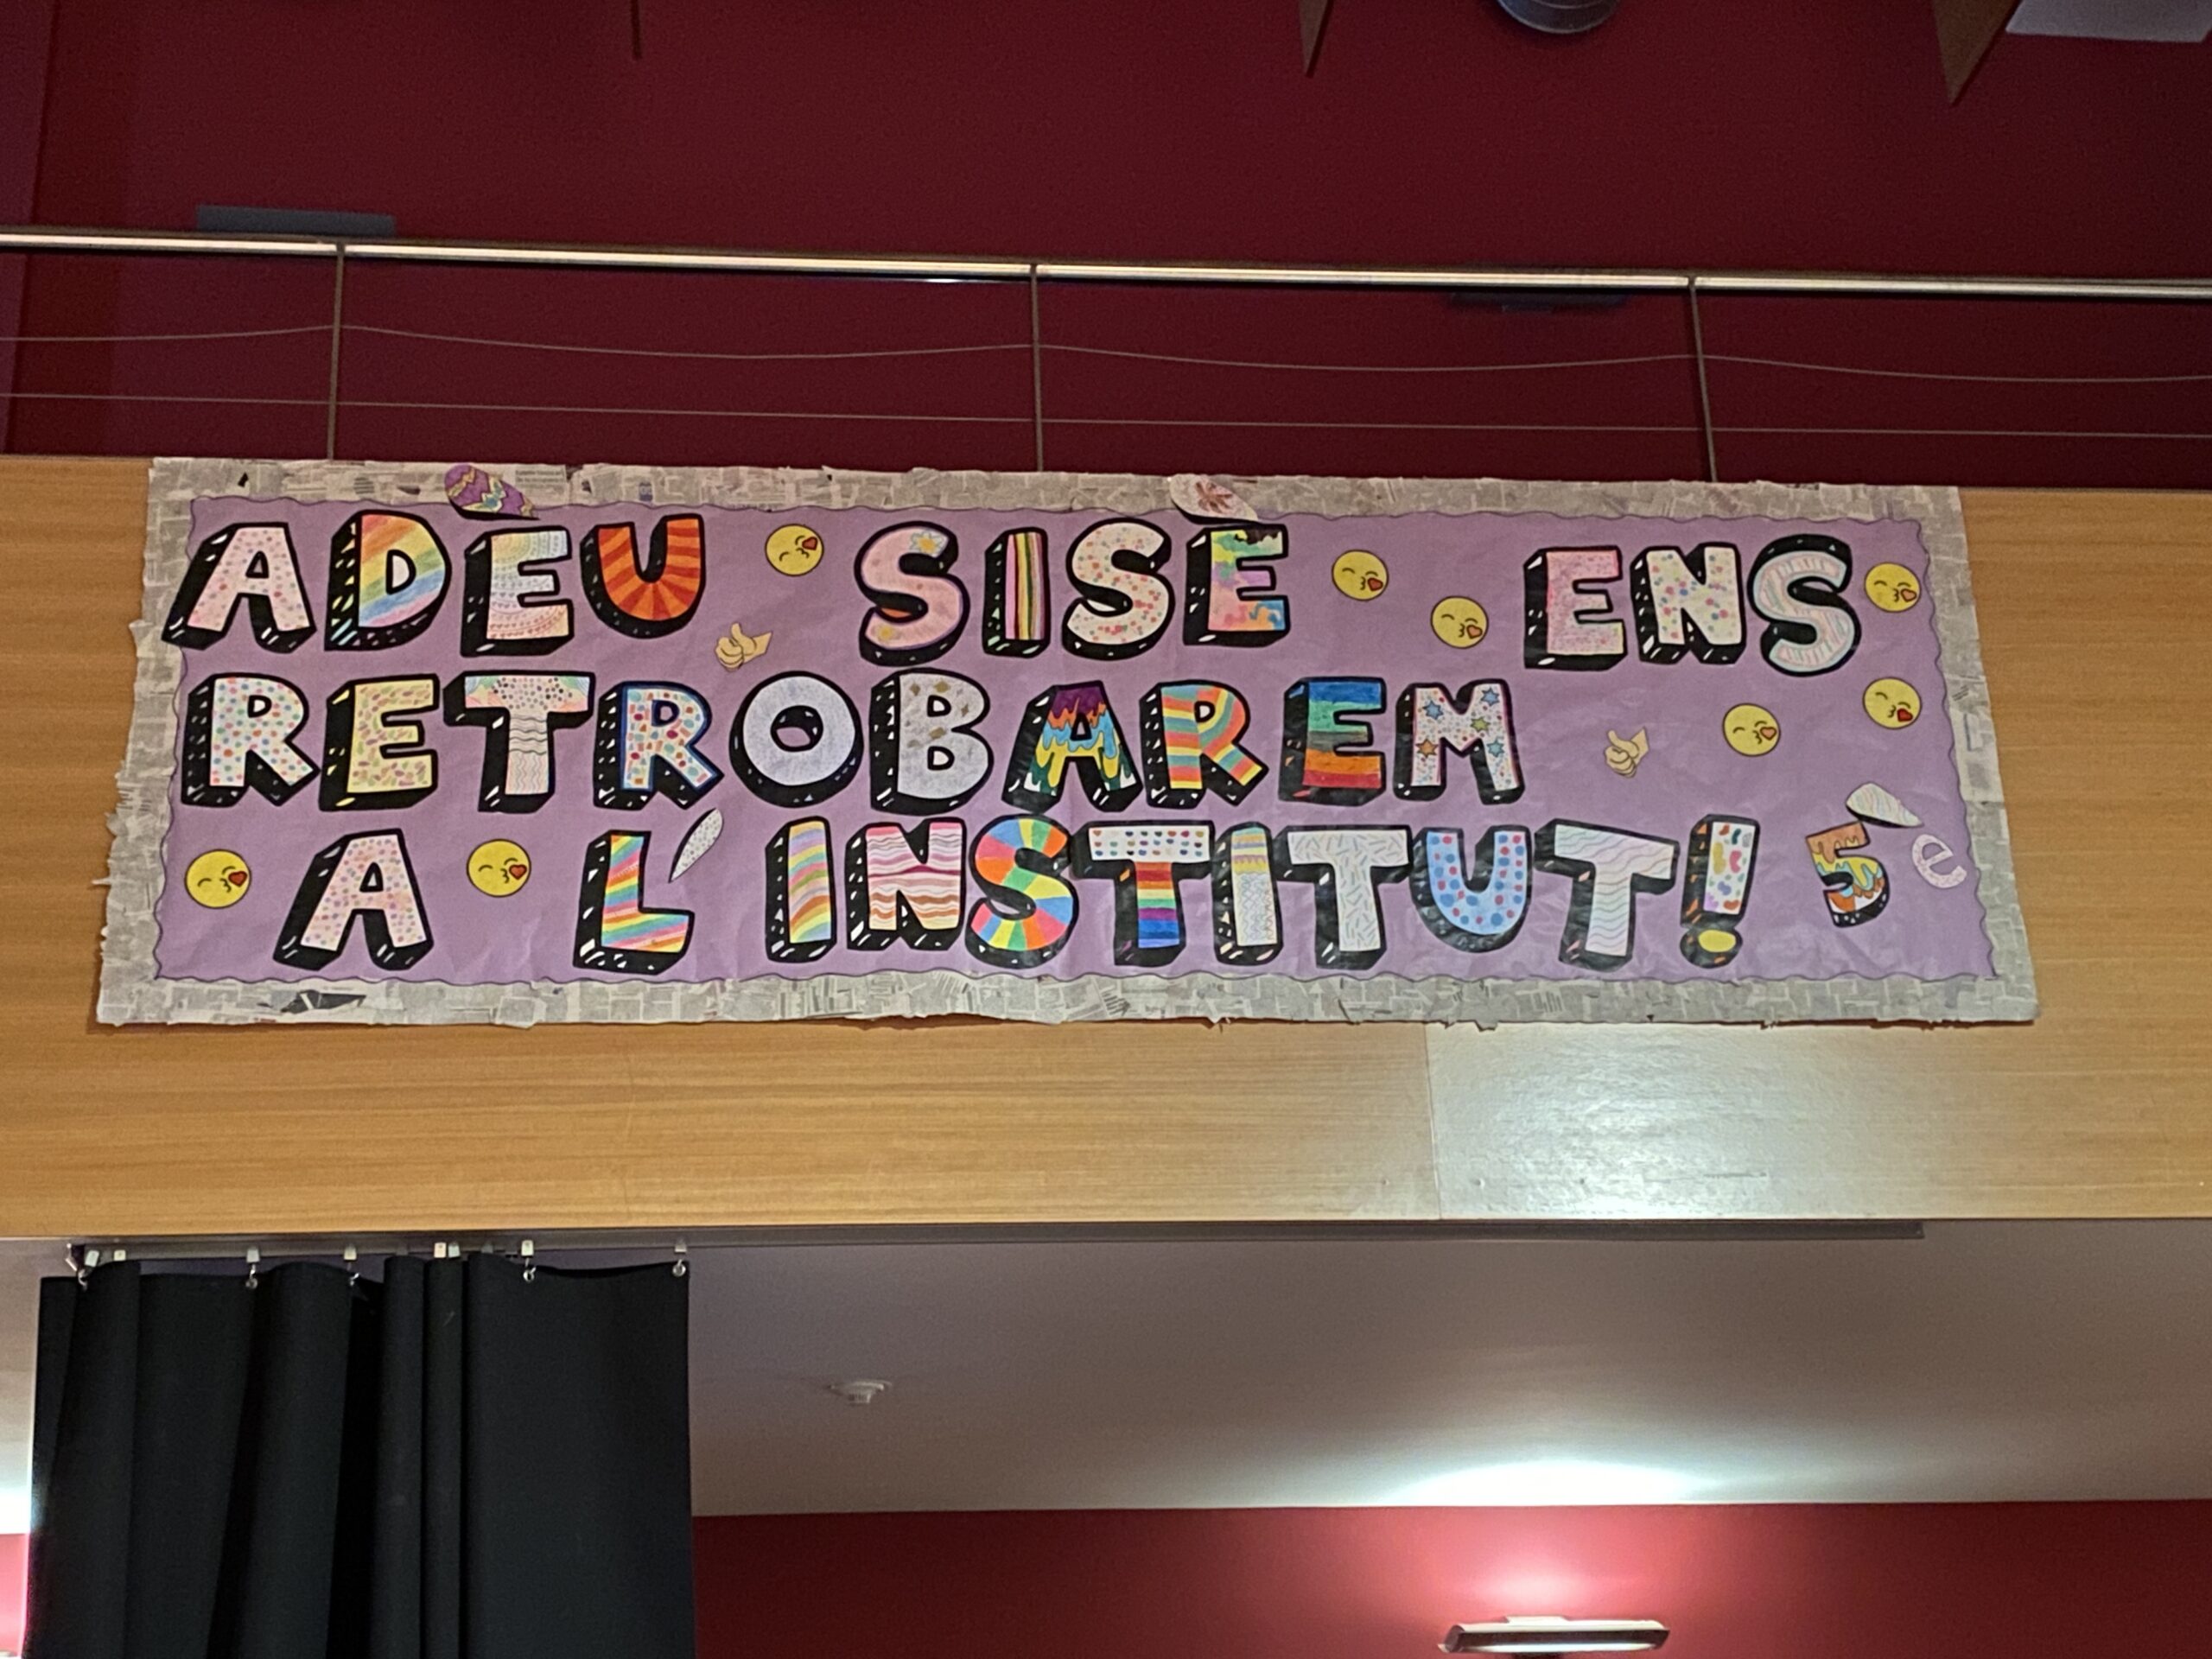 ADÈU SISÈ ENS
RETROBAREM
A L'INSTITUT! 5è